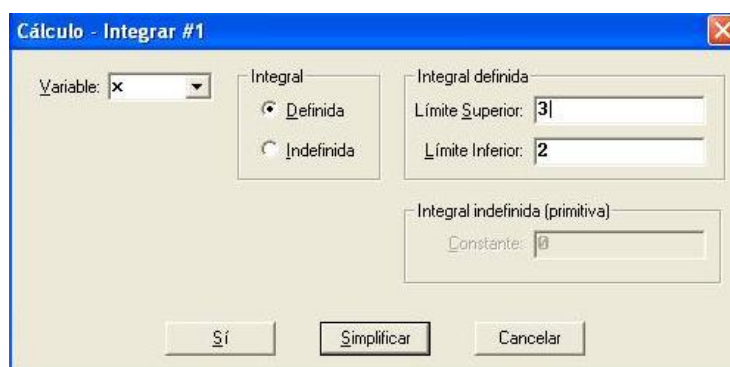 Cálculo - Integrar #1
Variable: x
Integral
Definida
Indefinida
Integral definida
Límite Superior: 3
Límite Inferior: 2
Integral indefinida (primitiva)
Constante: 0
Sí
Simplificar
Cancelar